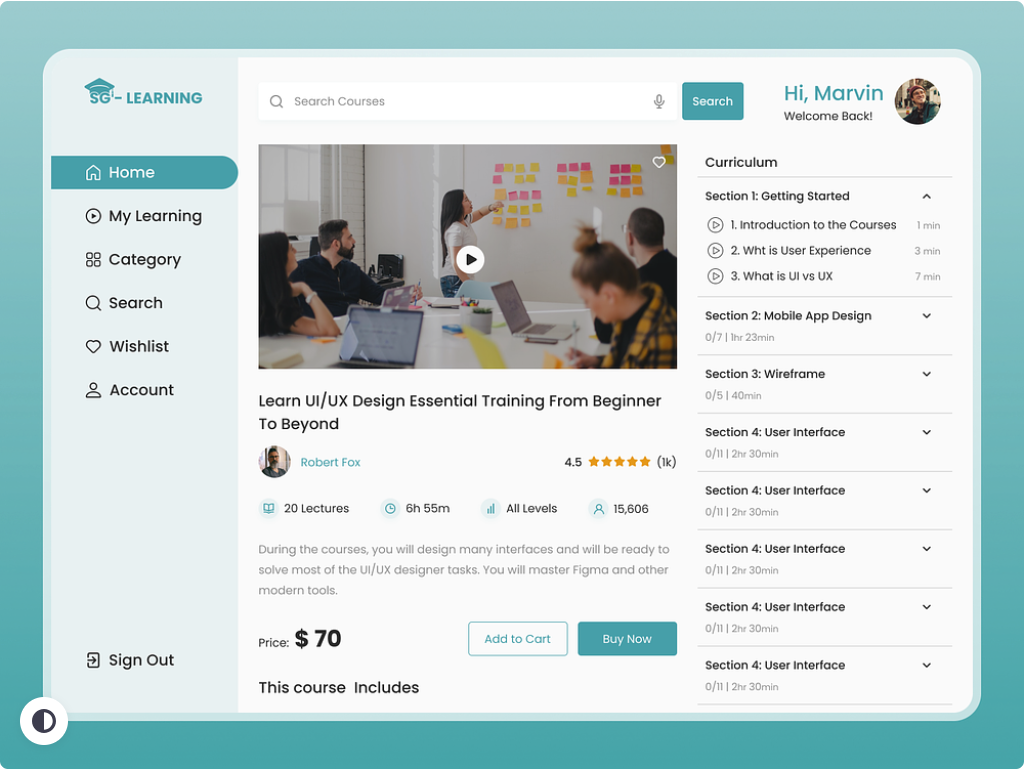 SG - LEARNING
Home
My Learning
Category
Search
Wishlist
Account
Sign Out
Search Courses
Search
Hi, Marvin
Welcome Back!
Learn UI/UX Design Essential Training From Beginner
To Beyond
Robert Fox
4.5 (1k)
20 Lectures
6h 55m
All Levels
15,606
During the courses, you will design many interfaces and will be ready to
solve most of the UI/UX designer tasks. You will master Figma and other
modern tools.
Price: $ 70
Add to Cart
Buy Now
This course Includes
Curriculum
Section 1: Getting Started
1. Introduction to the Courses 1 min
2. Wht is User Experience 3 min
3. What is UI vs UX 7 min
Section 2: Mobile App Design
0/7 | 1hr 23min
Section 3: Wireframe
0/5 | 40min
Section 4: User Interface
0/11 | 2hr 30min
Section 4: User Interface
0/11 | 2hr 30min
Section 4: User Interface
0/11 | 2hr 30min
Section 4: User Interface
0/11 | 2hr 30min
Section 4: User Interface
0/11 | 2hr 30min